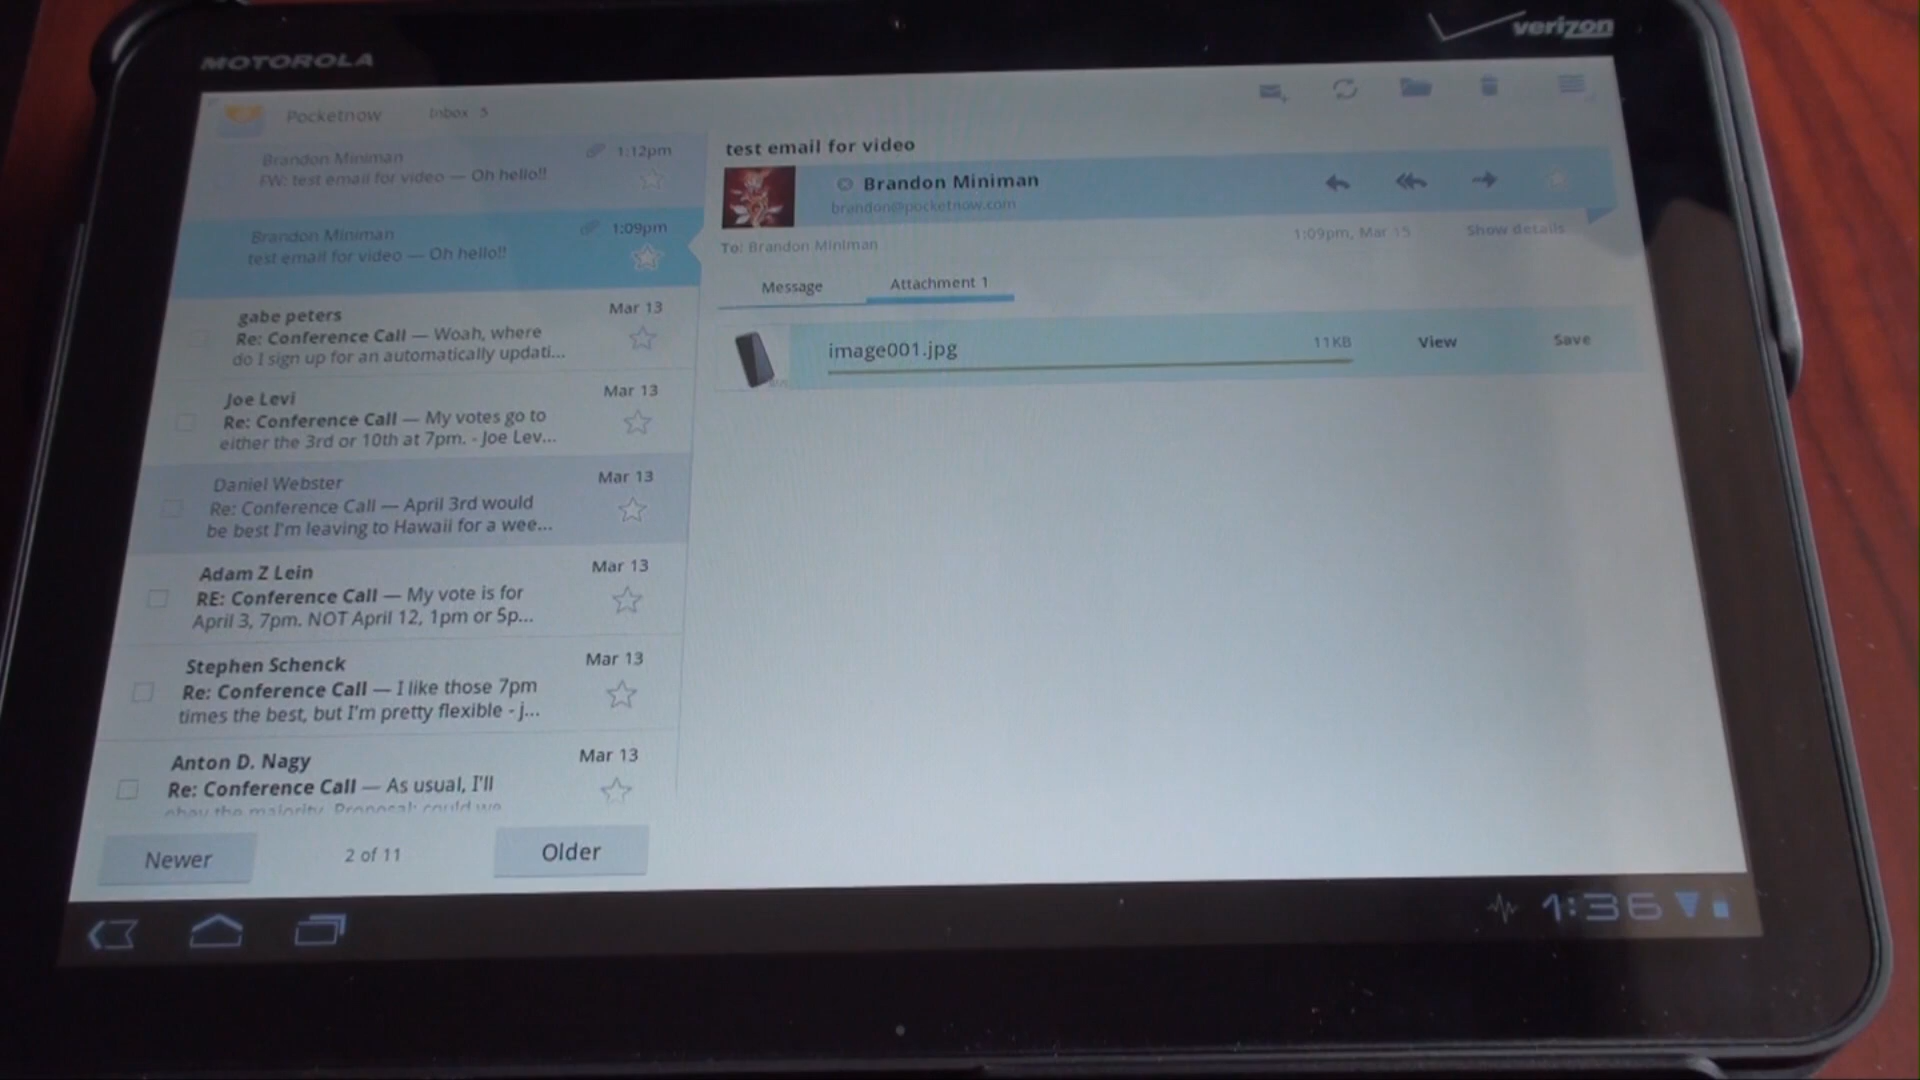 MOTOROLA
verizon
Pocketnow
Inbox 5
Brandon Miniman
1:12pm
FW: test email for video — Oh hello!!
Brandon Miniman
1:09pm
test email for video — Oh hello!!
gabe peters
Mar 13
Re: Conference Call — Woah, where
do I sign up for an automatically updati...
Joe Levi
Mar 13
Re: Conference Call — My votes go to
either the 3rd or 10th at 7pm. - Joe Lev...
Daniel Webster
Mar 13
Re: Conference Call — April 3rd would
be best I'm leaving to Hawaii for a wee...
Adam Z Lein
Mar 13
RE: Conference Call — My vote is for
April 3, 7pm. NOT April 12, 1pm or 5p...
Stephen Schenck
Mar 13
Re: Conference Call — I like those 7pm
times the best, but I'm pretty flexible - j...
Anton D. Nagy
Mar 13
Re: Conference Call — As usual, I'll
obey the majority. Proposal: could we
Newer
2 of 11
Older
test email for video
Brandon Miniman
brandon@pocketnow.com
To: Brandon Miniman
1:09pm, Mar 15
Show details
Message
Attachment 1
image001.jpg
11KB
View
Save
1:36